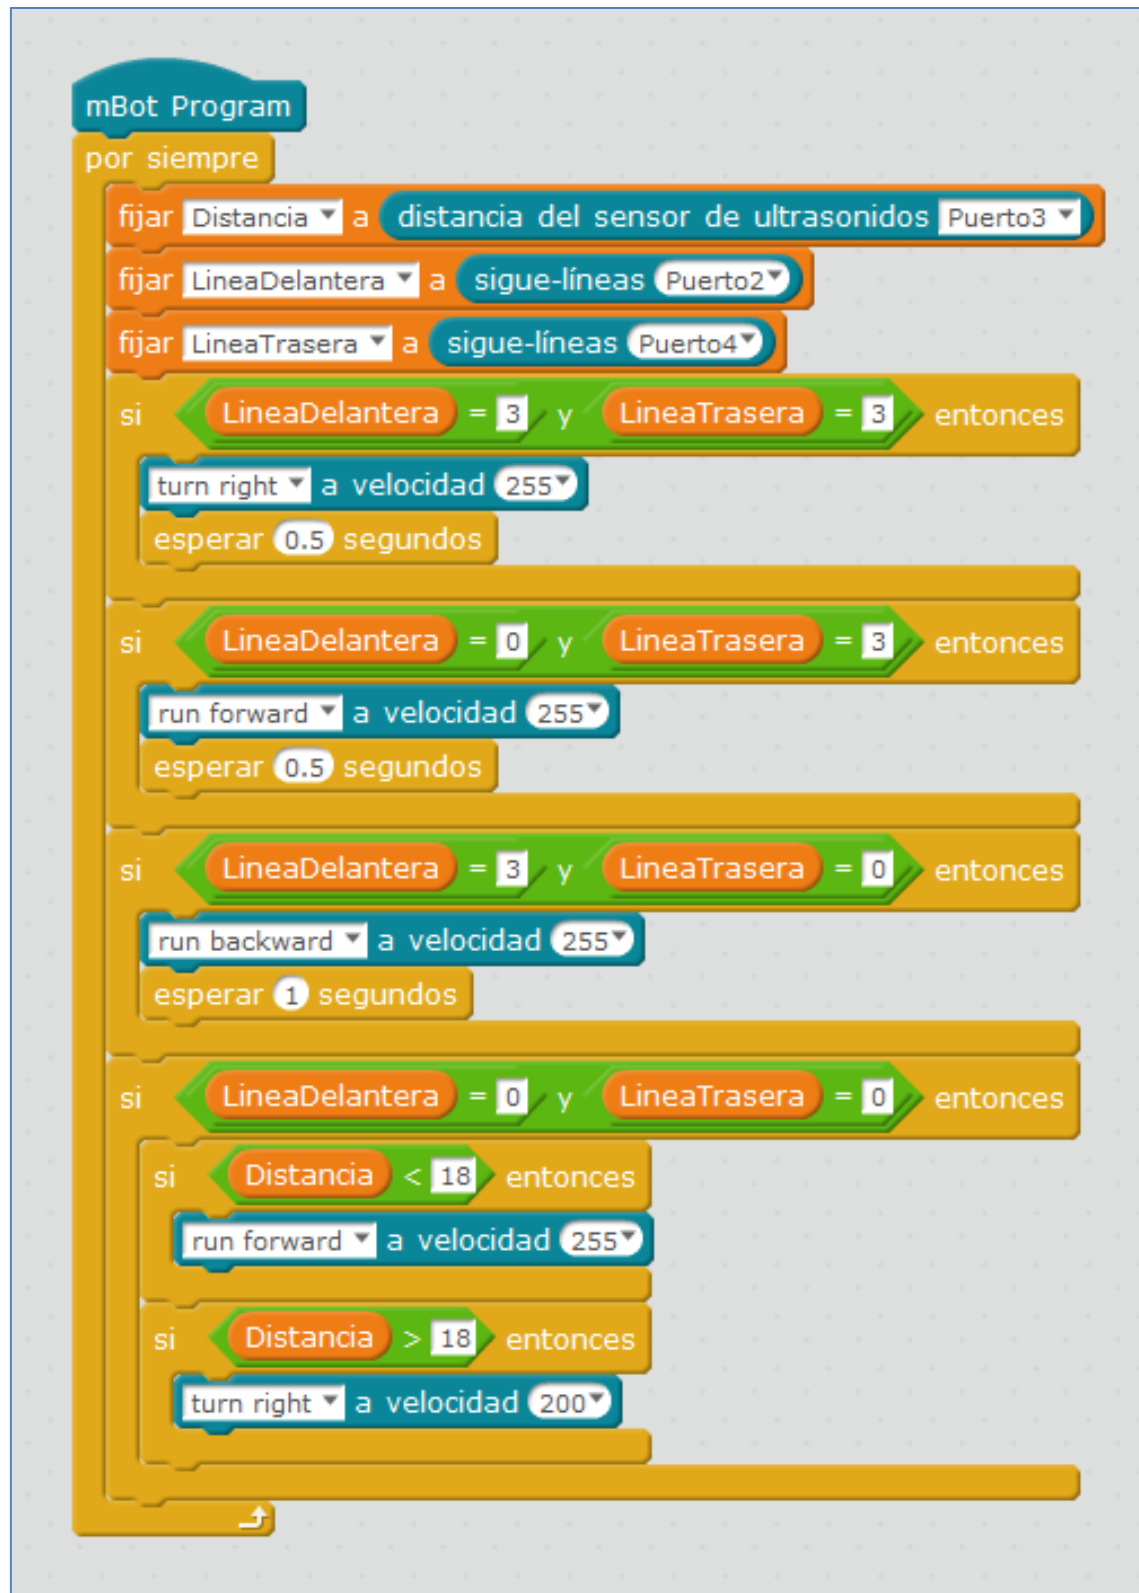 mBot Program
por siempre
fijar Distancia a distancia del sensor de ultrasonidos Puerto3
fijar LineaDelantera a sigue-líneas Puerto2
fijar LineaTrasera a sigue-líneas Puerto4
si LineaDelantera = 3 y LineaTrasera = 3 entonces
turn right a velocidad 255
esperar 0.5 segundos
si LineaDelantera = 0 y LineaTrasera = 3 entonces
run forward a velocidad 255
esperar 0.5 segundos
si LineaDelantera = 3 y LineaTrasera = 0 entonces
run backward a velocidad 255
esperar 1 segundos
si LineaDelantera = 0 y LineaTrasera = 0 entonces
si Distancia < 18 entonces
run forward a velocidad 255
si Distancia > 18 entonces
turn right a velocidad 200